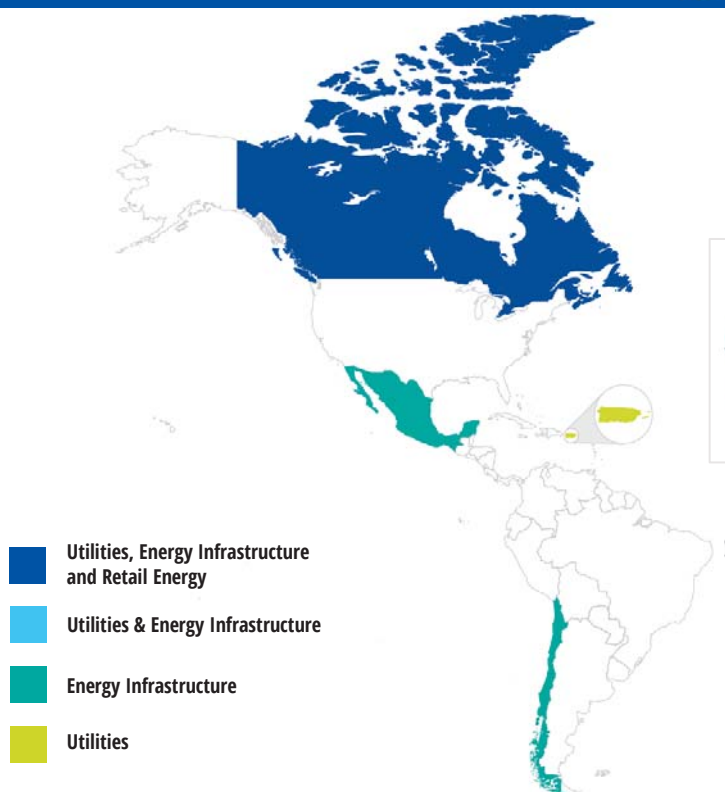 Utilities, Energy Infrastructure
and Retail Energy
Utilities & Energy Infrastructure
Energy Infrastructure
Utilities